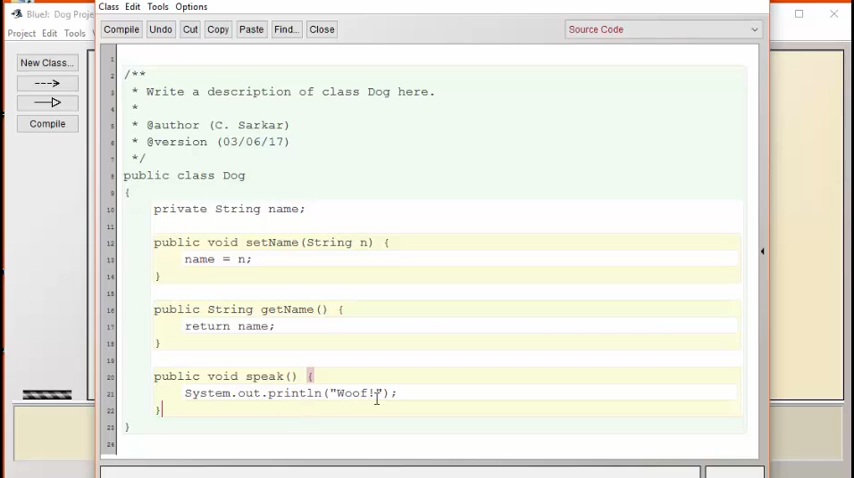 Class Edit Tools Options
BlueJ: Dog Proj
Project Edit Tools
Compile Undo Cut Copy Paste Find... Close Source Code
New Class...
Compile
1
2 /**
3 * Write a description of class Dog here.
4 *
5 * @author (C. Sarkar)
6 * @version (03/06/17)
7 */
8 public class Dog
9 {
10 private String name;
11
12 public void setName(String n) {
13 name = n;
14 }
15
16 public String getName() {
17 return name;
18 }
19
20 public void speak() {
21 System.out.println("Woof!");
22 }
23 }
24